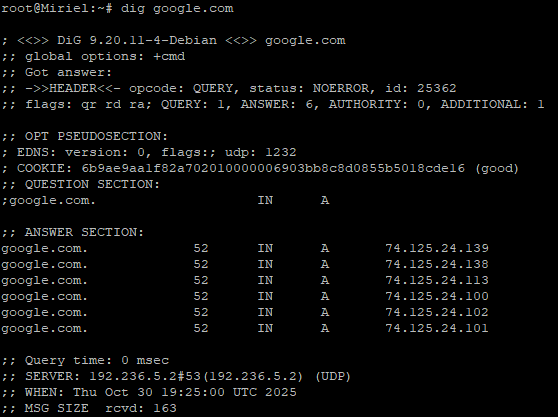 root@Miriel:~# dig google.com
; <<>> DiG 9.20.11-4-Debian <<>> google.com
;; global options: +cmd
;; Got answer:
;; ->>HEADER<<- opcode: QUERY, status: NOERROR, id: 25362
;; flags: qr rd ra; QUERY: 1, ANSWER: 6, AUTHORITY: 0, ADDITIONAL: 1
;; OPT PSEUDOSECTION:
; EDNS: version: 0, flags:; udp: 1232
; COOKIE: 6b9ae9aa1f82a702010000006903bb8c8d0855b5018cde16 (good)
;; QUESTION SECTION:
;google.com. IN A
;; ANSWER SECTION:
google.com. 52 IN A 74.125.24.139
google.com. 52 IN A 74.125.24.138
google.com. 52 IN A 74.125.24.113
google.com. 52 IN A 74.125.24.100
google.com. 52 IN A 74.125.24.102
google.com. 52 IN A 74.125.24.101
;; Query time: 0 msec
;; SERVER: 192.236.5.2#53(192.236.5.2) (UDP)
;; WHEN: Thu Oct 30 19:25:00 UTC 2025
;; MSG SIZE rcvd: 163